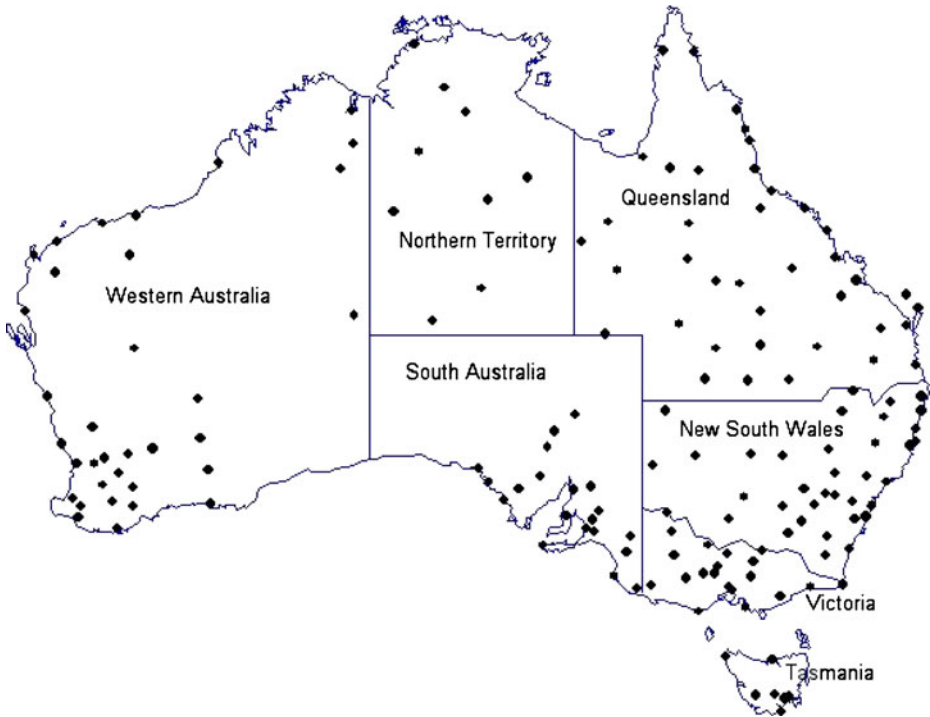 Queensland
Northern Territory
Western Australia
South Australia
New South Wales
Victoria
Tasmania